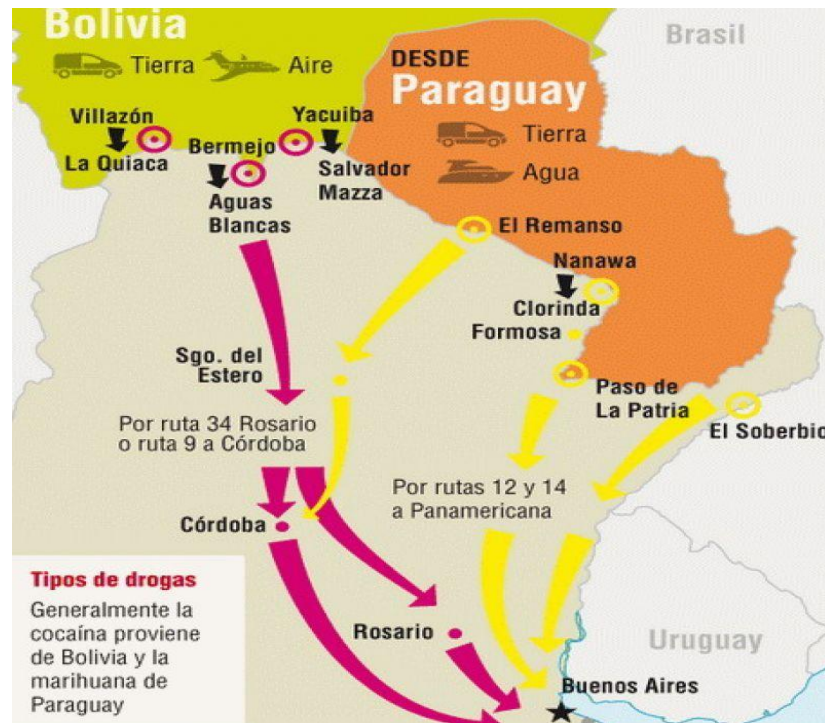 Bolivia
Tierra
Aire
Villazón
La Quiaca
Bermejo
Aguas
Blancas
Yacuiba
Salvador
Mazza
DESDE
Paraguay
Tierra
Agua
Brasil
El Remanso
Nanawa
Clorinda
Formosa
Sgo. del
Estero
Paso de
La Patria
El Soberbio
Por ruta 34 Rosario
o ruta 9 a Córdoba
Por rutas 12 y 14
a Panamericana
Córdoba
Rosario
Uruguay
Buenos Aires
Tipos de drogas
Generalmente la
cocaína proviene
de Bolivia y la
marihuana de
Paraguay